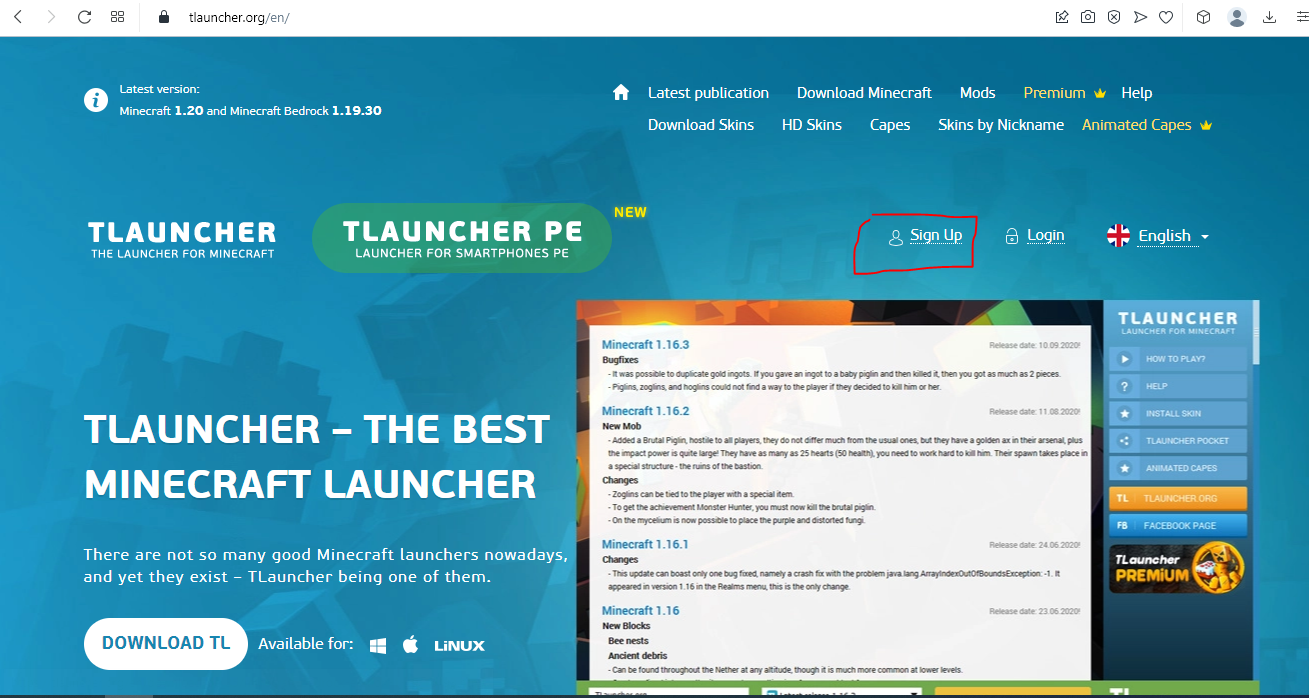 tlauncher.org/en/
Latest version:
Minecraft 1.20 and Minecraft Bedrock 1.19.30
Latest publication Download Minecraft Mods Premium Help
Download Skins HD Skins Capes Skins by Nickname Animated Capes
TLAUNCHER
THE LAUNCHER FOR MINECRAFT
TLAUNCHER PE
LAUNCHER FOR SMARTPHONES PE
NEW
Sign Up
Login
English
TLAUNCHER – THE BEST
MINECRAFT LAUNCHER
There are not so many good Minecraft launchers nowadays,
and yet they exist – TLauncher being one of them.
DOWNLOAD TL
Available for:
LiNUX
Minecraft 1.16.3 Release date: 10.09.2020!
Bugfixes
- It was possible to duplicate gold ingots. If you gave an ingot to a baby piglin and then killed it, then you got as much as 2 pieces.
- Piglins, zoglins, and hoglins could not find a way to the player if they decided to kill him or her.
Minecraft 1.16.2 Release date: 11.08.2020!
New Mob
- Added a Brutal Piglin, hostile to all players, they do not differ much from the usual ones, but they have a golden ax in their arsenal, plus
the impact power is quite large! They have as many as 25 hearts (50 health), you need to work hard to kill him. Their spawn takes place in
a special structure - the ruins of the bastion.
Changes
- Zoglins can be tied to the player with a special item.
- To get the achievement Monster Hunter, you must now kill the brutal piglin.
- On the mycelium is now possible to place the purple and distorted fungi.
Minecraft 1.16.1 Release date: 24.06.2020!
Changes
- This update can boast only one bug fixed, namely a crash fix with the problem java.lang.ArrayIndexOutOfBoundsException: -1. It
appeared in version 1.16 in the Realms menu, this is the only change.
Minecraft 1.16 Release date: 23.06.2020!
New Blocks
Bee nests
Ancient debris
- Can be found throughout the Nether at any altitude, though it is much more common at lower levels.
TLAUNCHER
LAUNCHER FOR MINECRAFT
HOW TO PLAY?
HELP
INSTALL SKIN
TLAUNCHER POCKET
ANIMATED CAPES
TL TLAUNCHER.ORG
FB FACEBOOK PAGE
TLauncher
PREMIUM